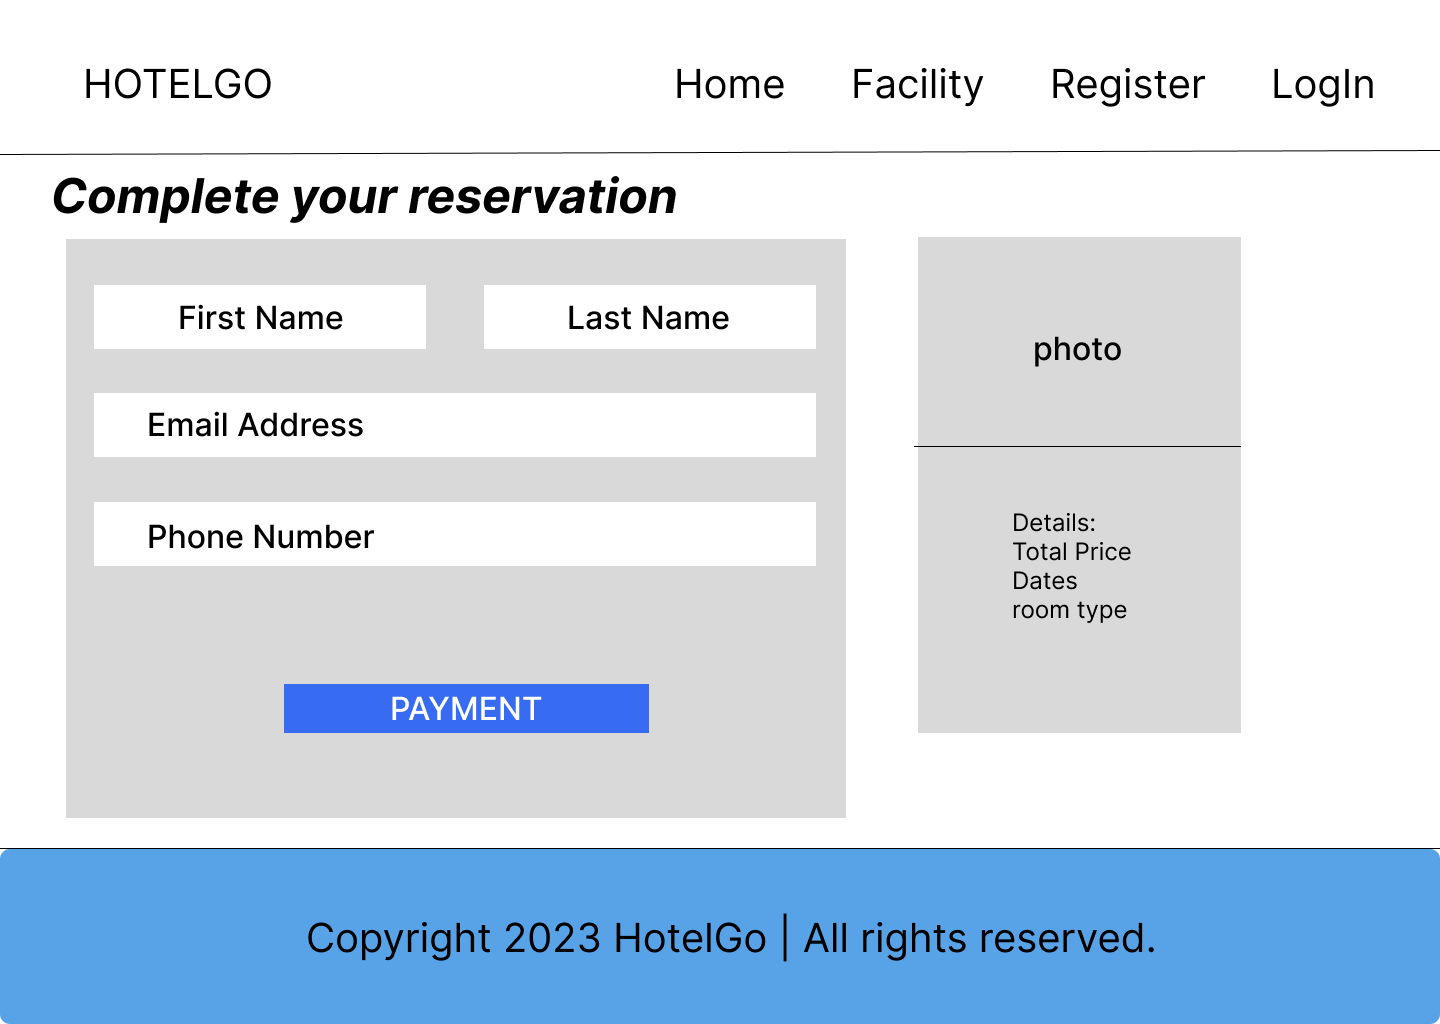 HOTELGO Home Facility Register LogIn
Complete your reservation
First Name Last Name
Email Address
Phone Number
PAYMENT
photo
Details:
Total Price
Dates
room type
Copyright 2023 HotelGo | All rights reserved.